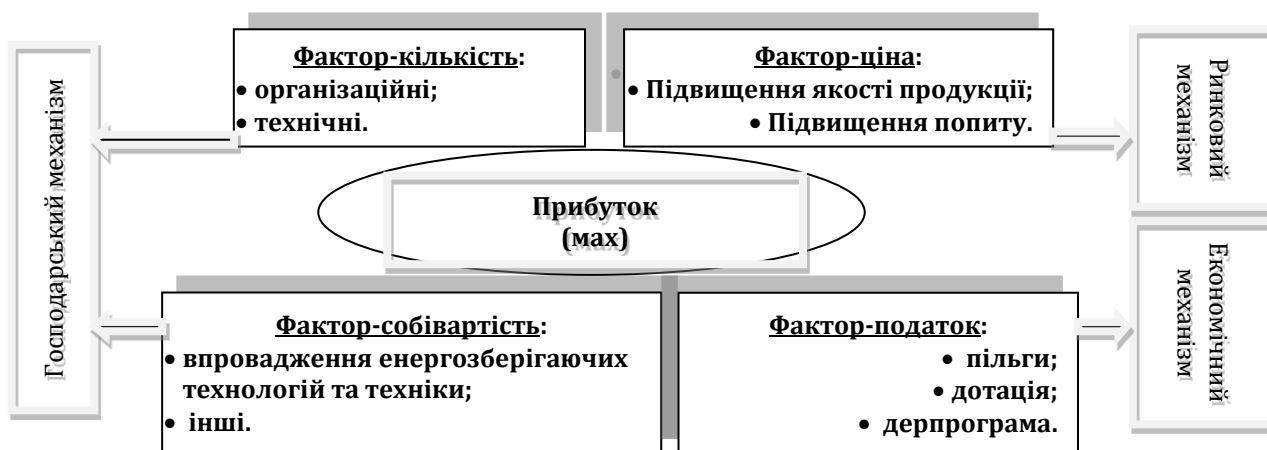 Господарський механізм
Фактор-кількість:
• організаційні;
• технічні.
Фактор-ціна:
• Підвищення якості продукції;
• Підвищення попиту.
Ринковий
механізм
Прибуток
(мах)
Фактор-собівартість:
• впровадження енергозберігаючих
технологій та техніки;
• інші.
Фактор-податок:
• пільги;
• дотація;
• дерпрограма.
Економічний
механізм